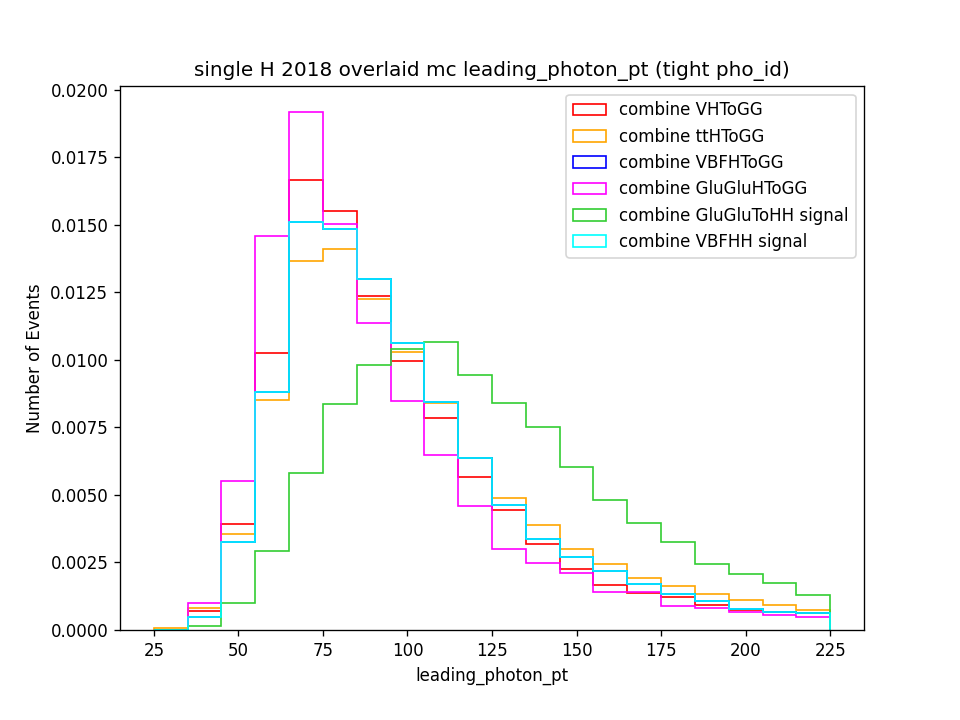 single H 2018 overlaid mc leading_photon_pt (tight pho_id)
0.0200
0.0175
0.0150
0.0125
0.0100
0.0075
0.0050
0.0025
0.0000
Number of Events
combine VHToGG
combine ttHToGG
combine VBFHToGG
combine GluGluHToGG
combine GluGluToHH signal
combine VBFHH signal
25 50 75 100 125 150 175 200 225
leading_photon_pt